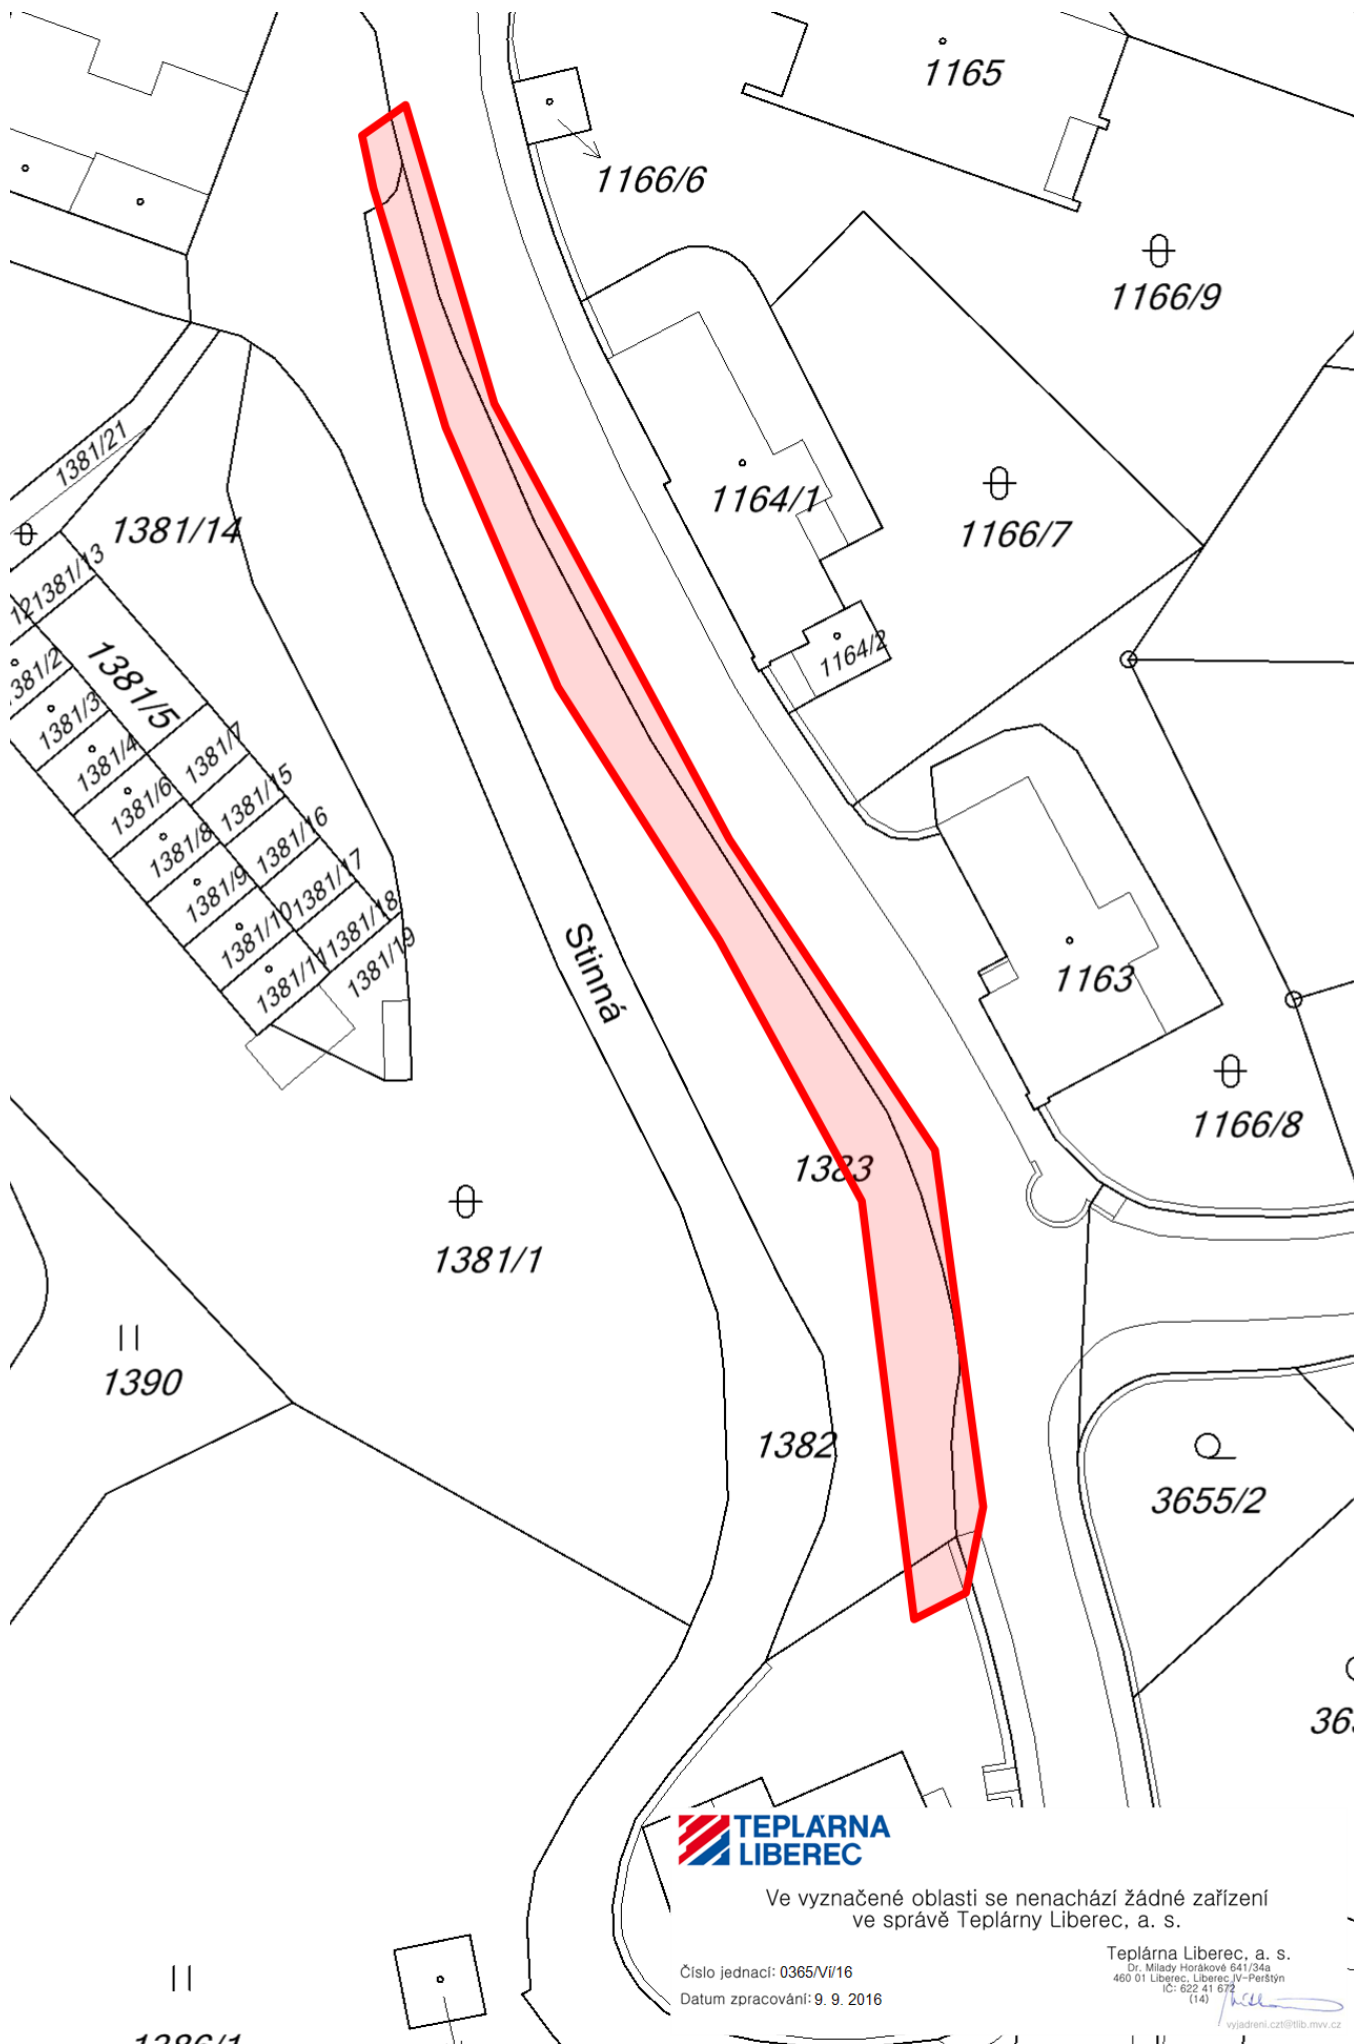 1165
1166/6
1166/9
1381/21
1164/1
1381/14
1166/7
1381/13
12
1164/2
381/2
1381/5
1381/3
1381/4
1381/7
1381/6
1381/15
1381/8
1381/16
1381/9
1381/17
1381/10
1381/18
1381/11
1381/19
Stinná
1163
1166/8
1383
1381/1
1390
1382
3655/2
TEPLÁRNA
LIBEREC
Ve vyznačené oblasti se nenachází žádné zařízení
ve správě Teplárny Liberec, a. s.
Teplárna Liberec, a. s.
Dr. Milady Horákové 641/34a
460 01 Liberec, Liberec IV-Perštýn
IČ: 622 41 672
(14)
Číslo jednací: 0365/VI/16
Datum zpracování: 9. 9. 2016
vyjadreni.czt@tlib.mvv.cz